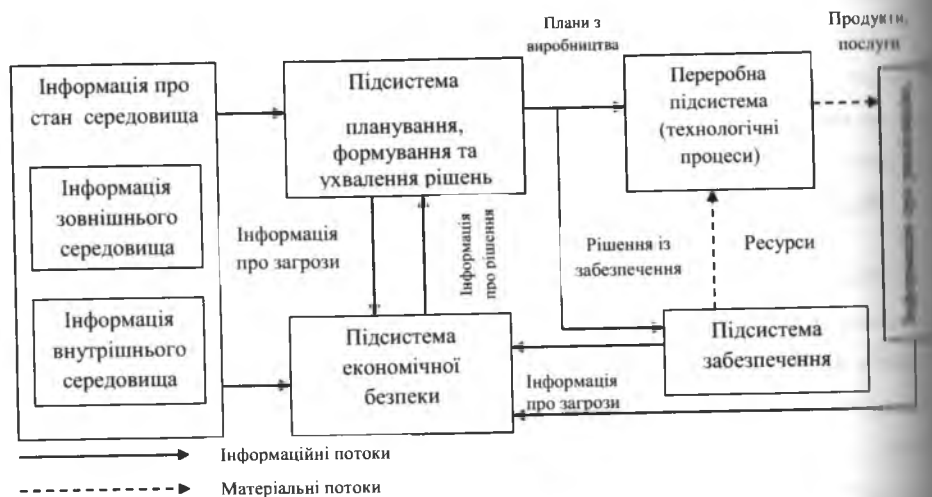 Плани з
виробництва
Продукти,
послуги
Інформація про
стан середовища
Інформація
зовнішнього
середовища
Інформація
внутрішнього
середовища
Підсистема
планування,
формування та
ухвалення рішень
Переробна
підсистема
(технологічні
процеси)
Інформація
про загрози
Інформація
про рішення
Рішення із
забезпечення
Ресурси
Підсистема
економічної
безпеки
Підсистема
забезпечення
Інформація
про загрози
Інформаційні потоки
Матеріальні потоки